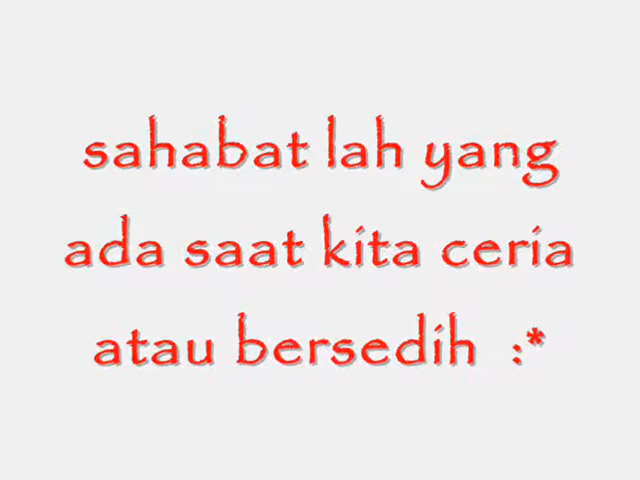 sahabat lah yang
ada saat kita ceria
atau bersedih :*